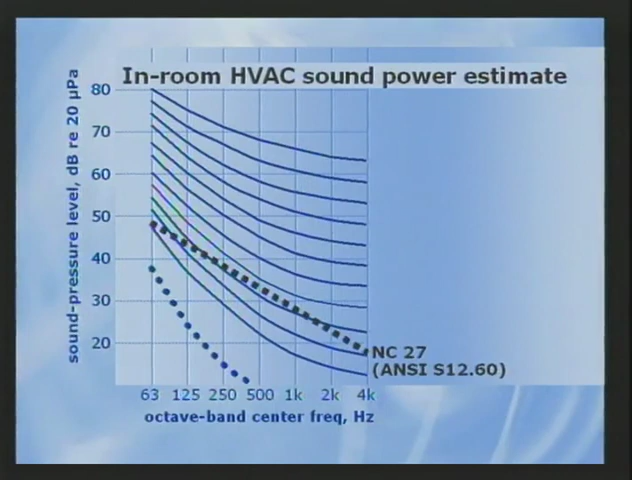 In-room HVAC sound power estimate
sound-pressure level, dB re 20 µPa
80
70
60
50
40
30
20
NC 27
(ANSI S12.60)
63 125 250 500 1k 2k 4k
octave-band center freq, Hz